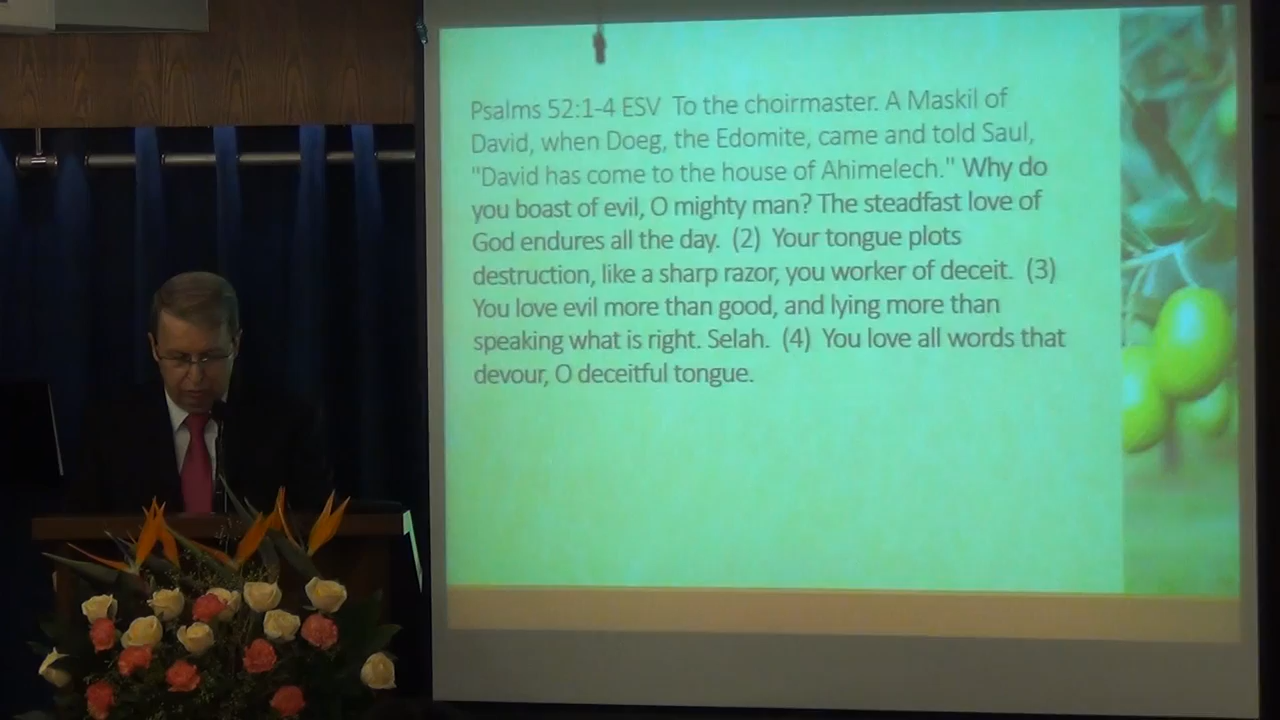 Psalms 52:1-4 ESV  To the choirmaster. A Maskil of
David, when Doeg, the Edomite, came and told Saul,
"David has come to the house of Ahimelech." Why do
you boast of evil, O mighty man? The steadfast love of
God endures all the day.  (2)  Your tongue plots
destruction, like a sharp razor, you worker of deceit.  (3)
You love evil more than good, and lying more than
speaking what is right. Selah.  (4)  You love all words that
devour, O deceitful tongue.